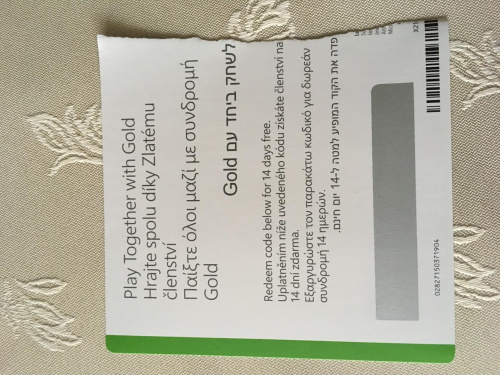 Play Together with Gold
Hrajte spolu díky Zlatému
členství
Παίξτε όλοι μαζί με συνδρομή
Gold
לשחק ביחד עם Gold
Redeem code below for 14 days free.
Uplatněním níže uvedeného kódu získáte členství na
14 dní zdarma.
Εξαργυρώστε τον παρακάτω κωδικό για δωρεάν
συνδρομή 14 ημερών.
פדה את הקוד המופיע למטה ל-14 יום חינם.
02827150371904